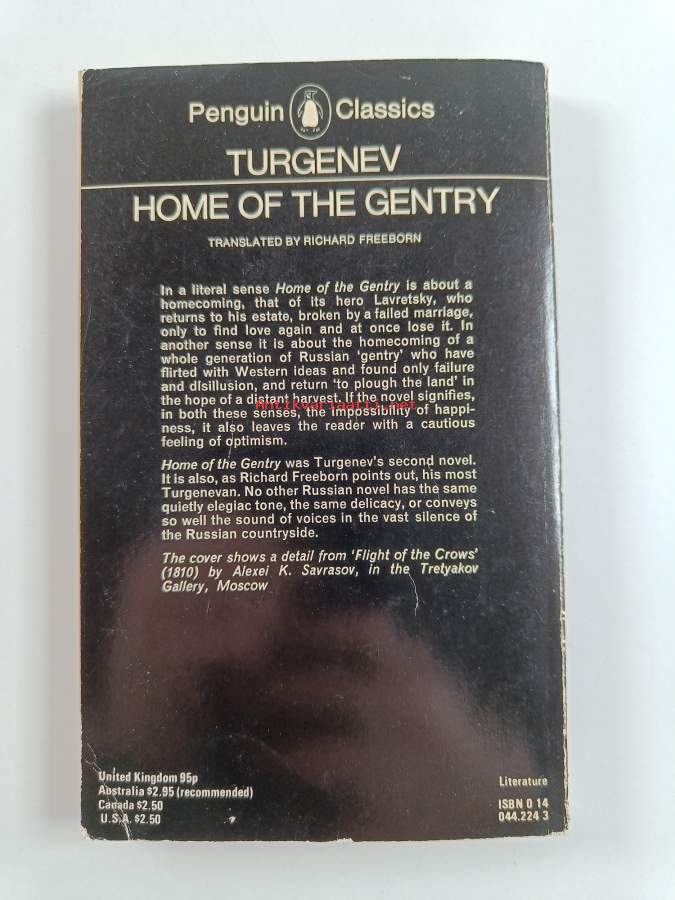 Penguin Classics
TURGENEV
HOME OF THE GENTRY
TRANSLATED BY RICHARD FREEBORN
In a literal sense Home of the Gentry is about a
homecoming, that of its hero Lavretsky, who
returns to his estate, broken by a failed marriage,
only to find love again and at once lose it. In
another sense it is about the homecoming of a
whole generation of Russian 'gentry' who have
flirted with Western ideas and found only failure
and disillusion, and return 'to plough the land' in
the hope of a distant harvest. If the novel signifies,
Antikvariaatti.net
in both these senses, the impossibility of happi-
ness, it also leaves the reader with a cautious
feeling of optimism.
Home of the Gentry was Turgenev's second novel.
It is also, as Richard Freeborn points out, his most
Turgenevan. No other Russian novel has the same
quietly elegiac tone, the same delicacy, or conveys
so well the sound of voices in the vast silence of
the Russian countryside.
The cover shows a detail from 'Flight of the Crows'
(1810) by Alexei K. Savrasov, in the Tretyakov
Gallery, Moscow
United Kingdom 95p
Australia $2.95 (recommended)
Canada $2.50
U.S.A. $2.50
Literature
ISBN 0 14
044.224 3